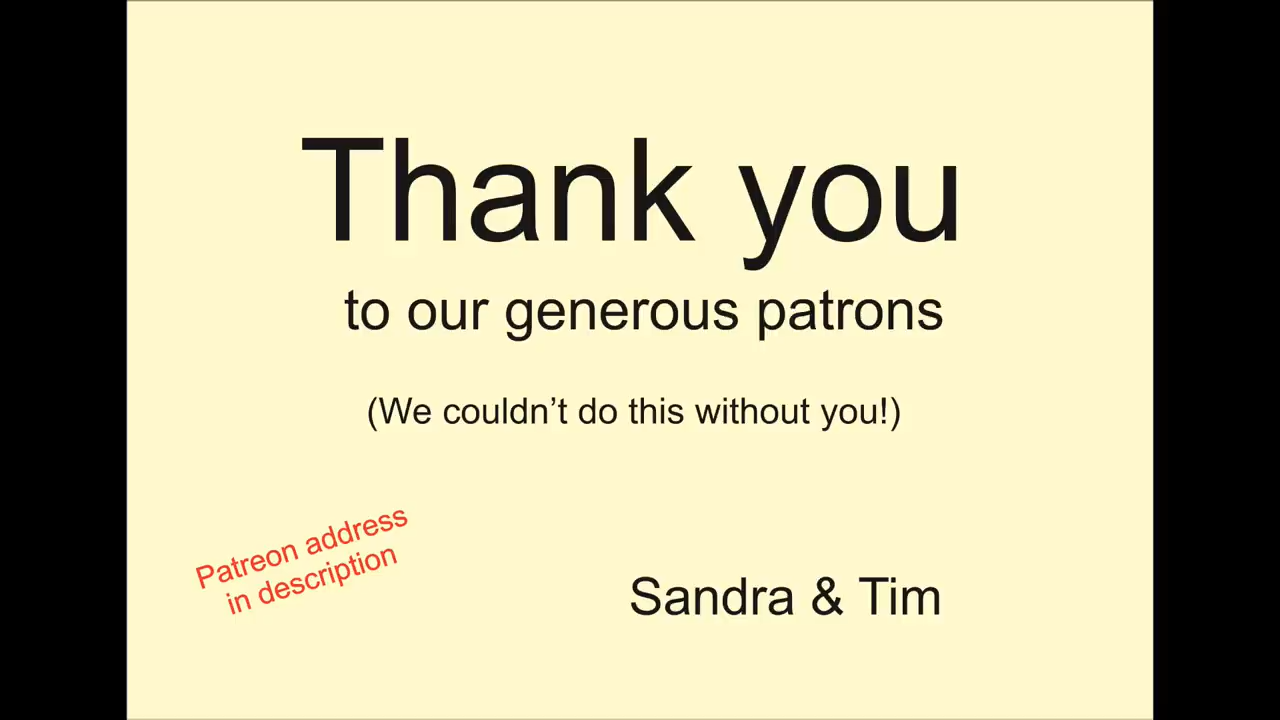 Thank you
to our generous patrons
(We couldn’t do this without you!)
Patreon address
in description
Sandra & Tim